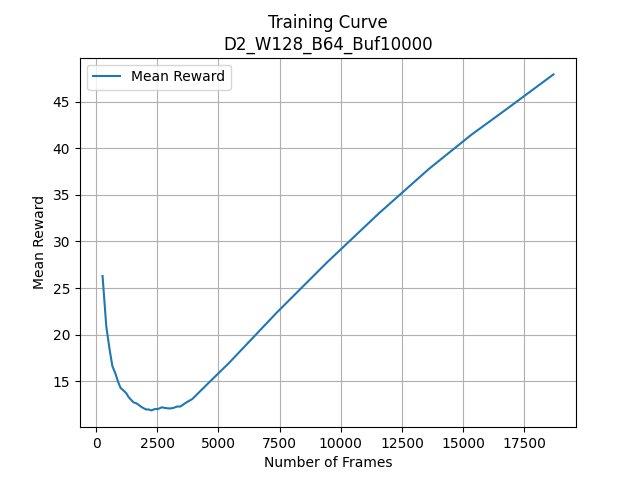 Training Curve
D2_W128_B64_Buf10000
Mean Reward
45
40
35
30
25
20
15
Mean Reward
0 2500 5000 7500 10000 12500 15000 17500
Number of Frames